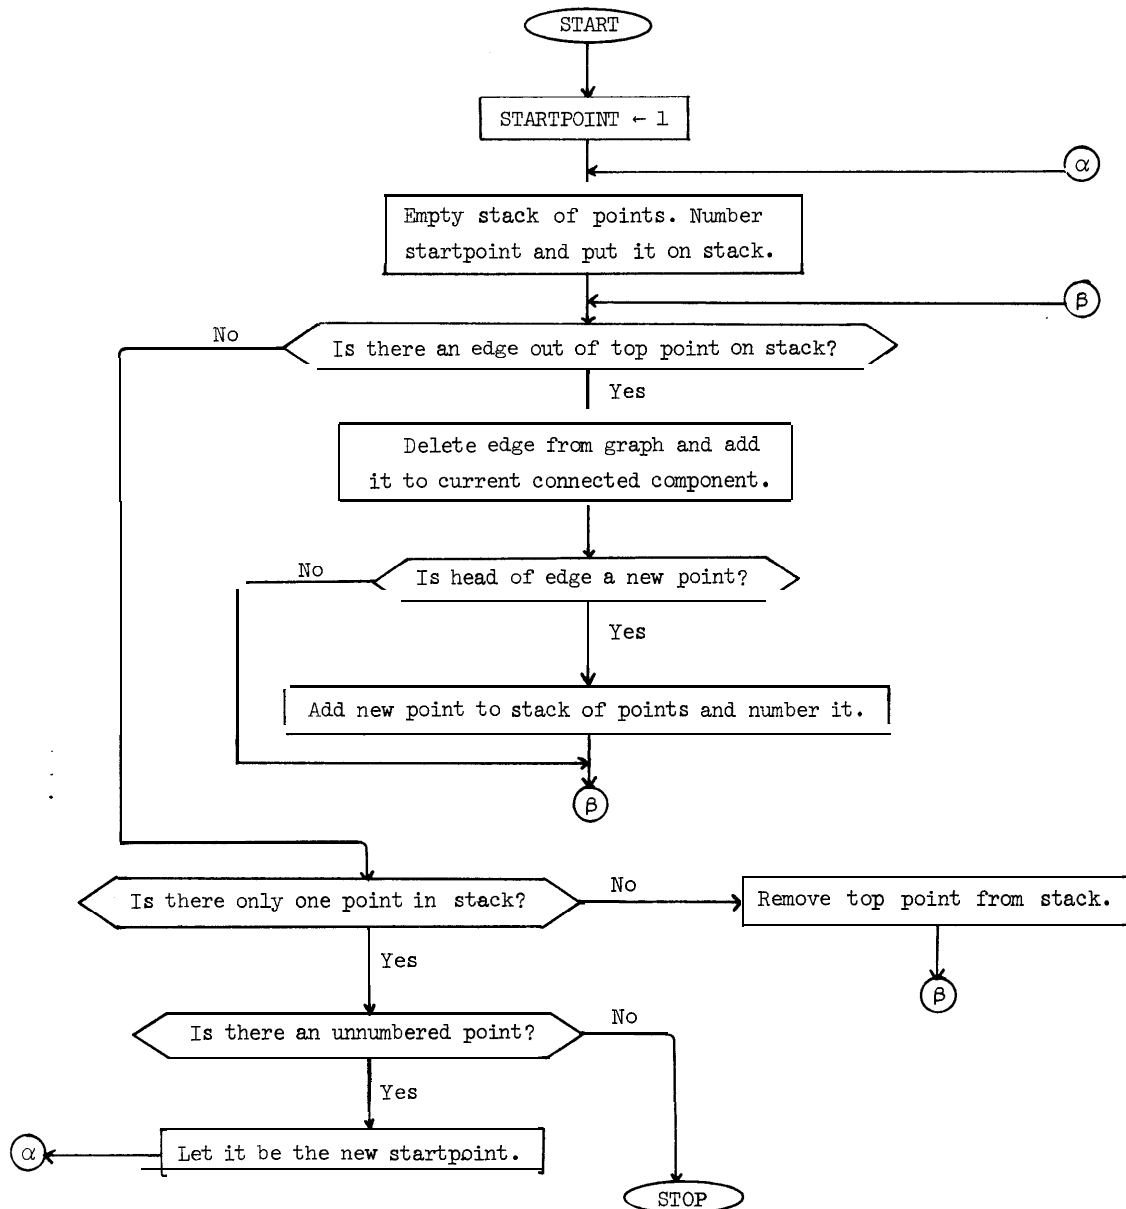 START
STARTPOINT ← 1
α
Empty stack of points. Number
startpoint and put it on stack.
β
No
Is there an edge out of top point on stack?
Yes
Delete edge from graph and add
it to current connected component.
No
Is head of edge a new point?
Yes
Add new point to stack of points and number it.
β
Is there only one point in stack?
No
Remove top point from stack.
Yes
β
Is there an unnumbered point?
No
Yes
α
Let it be the new startpoint.
STOP